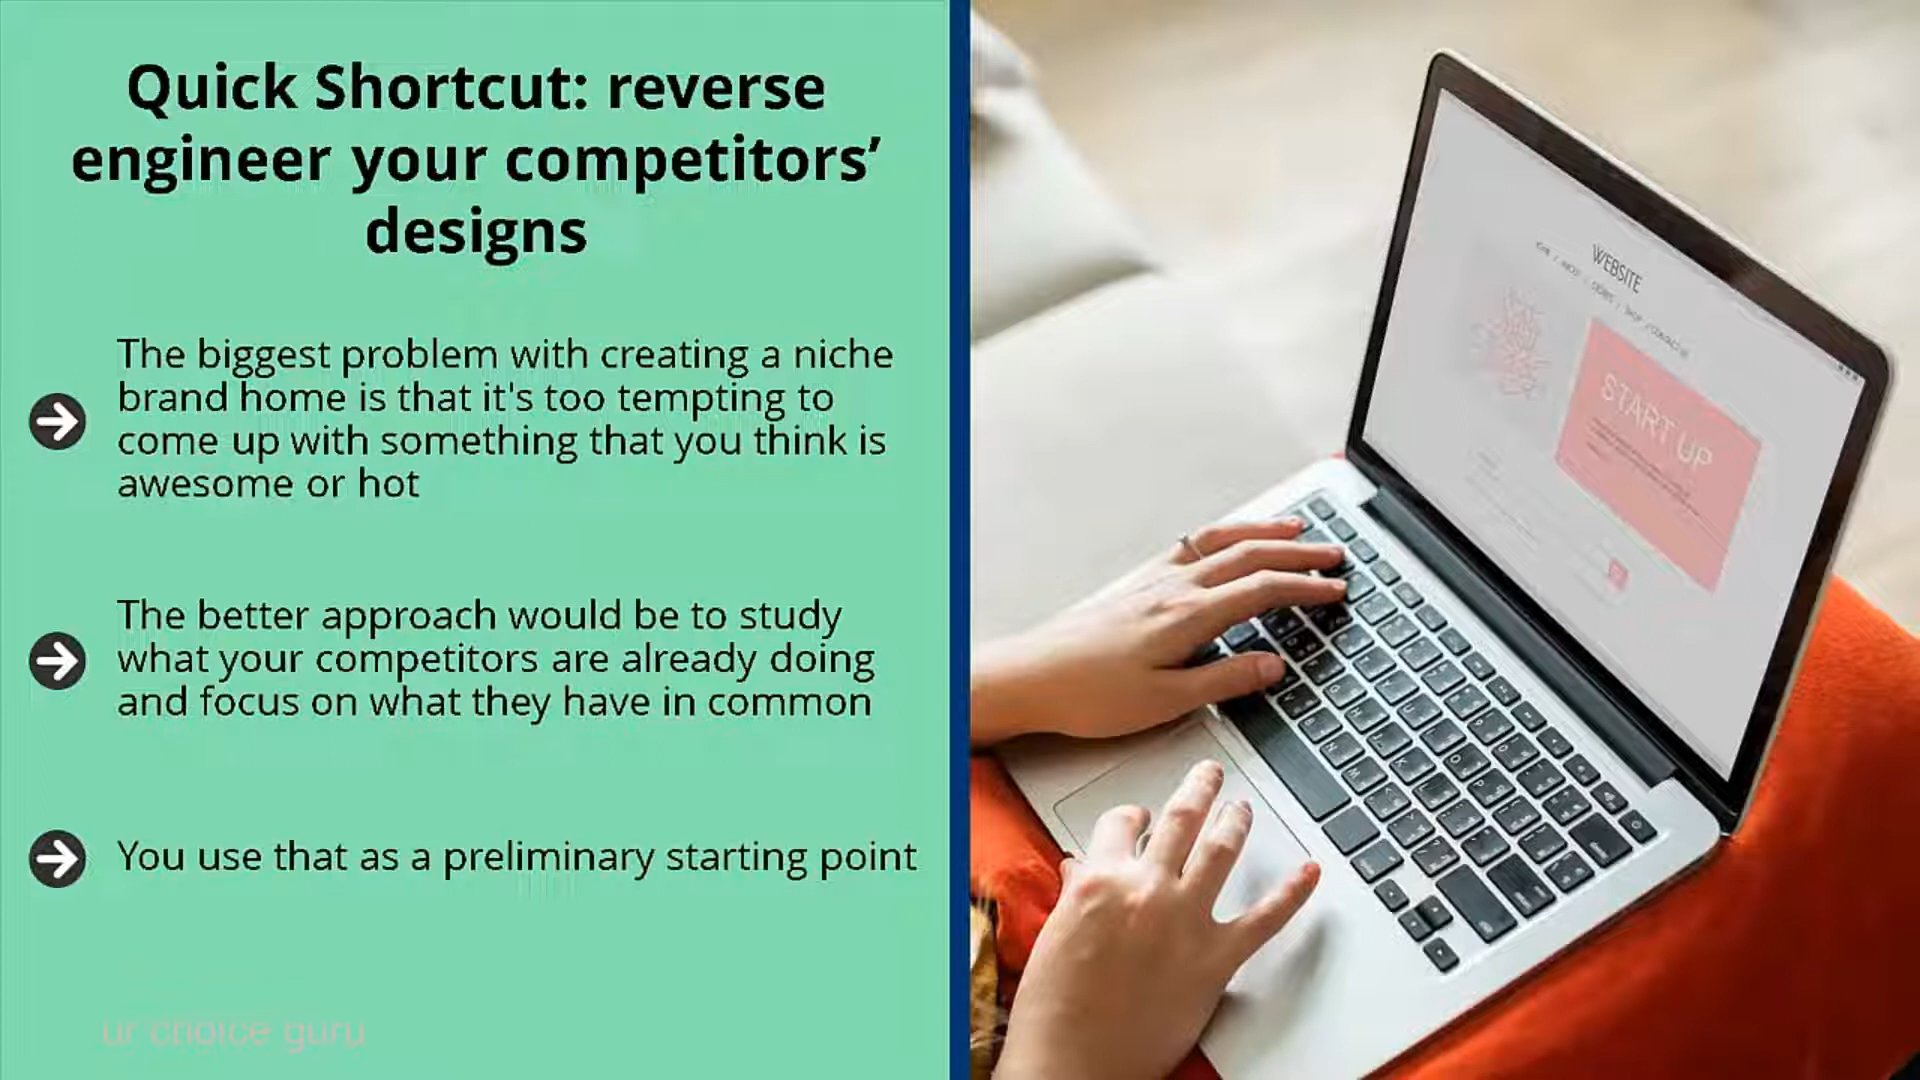 Quick Shortcut: reverse
engineer your competitors’
designs
The biggest problem with creating a niche
brand home is that it's too tempting to
come up with something that you think is
awesome or hot
The better approach would be to study
what your competitors are already doing
and focus on what they have in common
You use that as a preliminary starting point
ur choice guru
WEBSITE
START UP